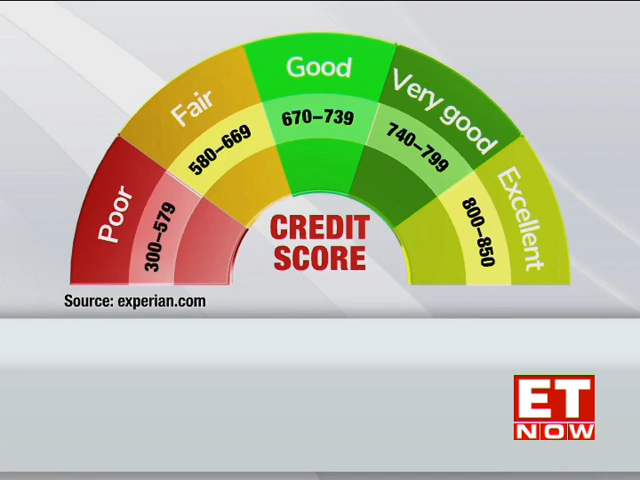 Poor
300–579
Fair
580–669
Good
670–739
Very good
740–799
Excellent
800–850
CREDIT
SCORE
Source: experian.com
ET
NOW